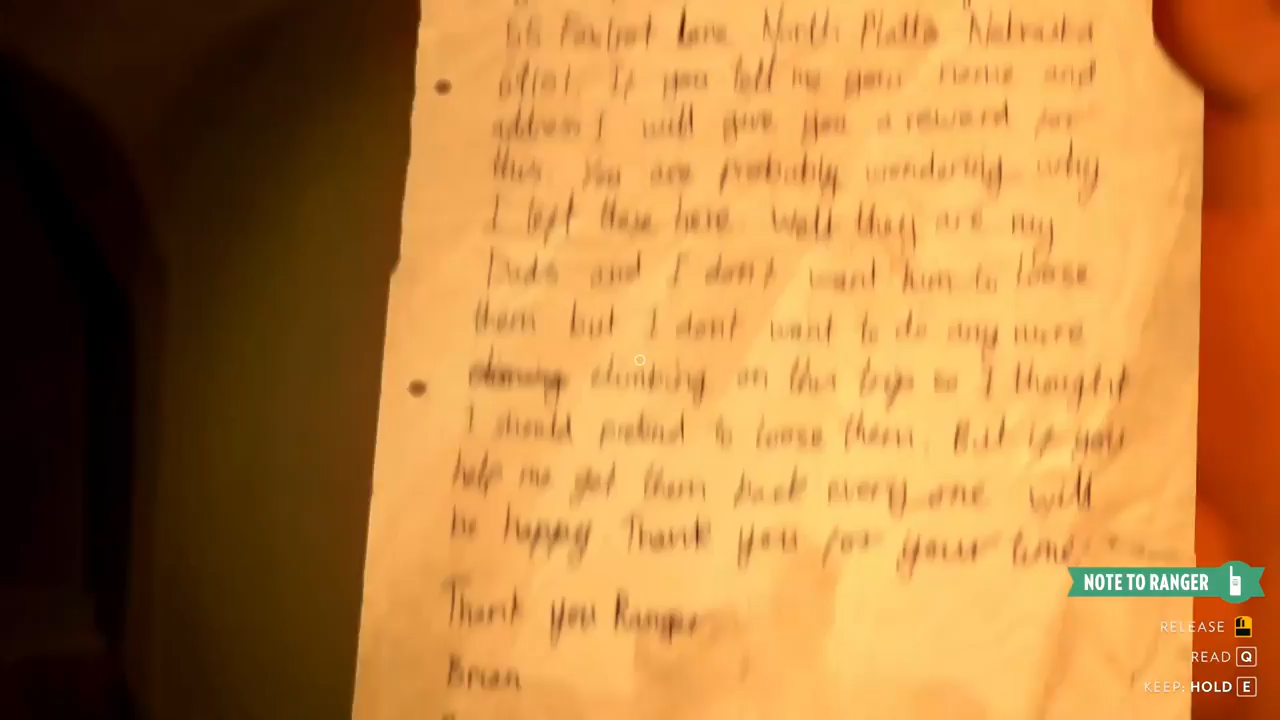 Lane North Platte Nebraska
If you tell me your name and
address I will give you a reward for
this. You are probably wondering why
I left these here. Well they are my
Dads and I don't want him to loose
them but I dont want to do any more
climbing on this trip so I thought
I should pretend to loose them. But if you
help me get them back every one will
be happy. Thank you for your time.
Thank you Ranger
Brian
NOTE TO RANGER
RELEASE
READ Q
KEEP: HOLD E